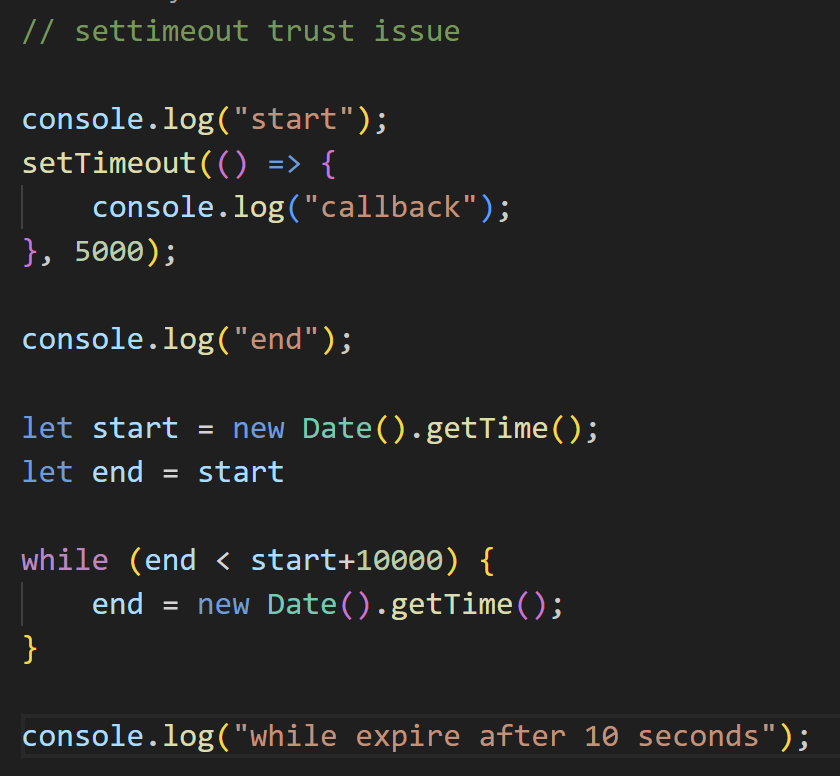 // settimeout trust issue
console.log("start");
setTimeout(() => {
    console.log("callback");
}, 5000);
console.log("end");
let start = new Date().getTime();
let end = start
while (end < start+10000) {
    end = new Date().getTime();
}
console.log("while expire after 10 seconds");